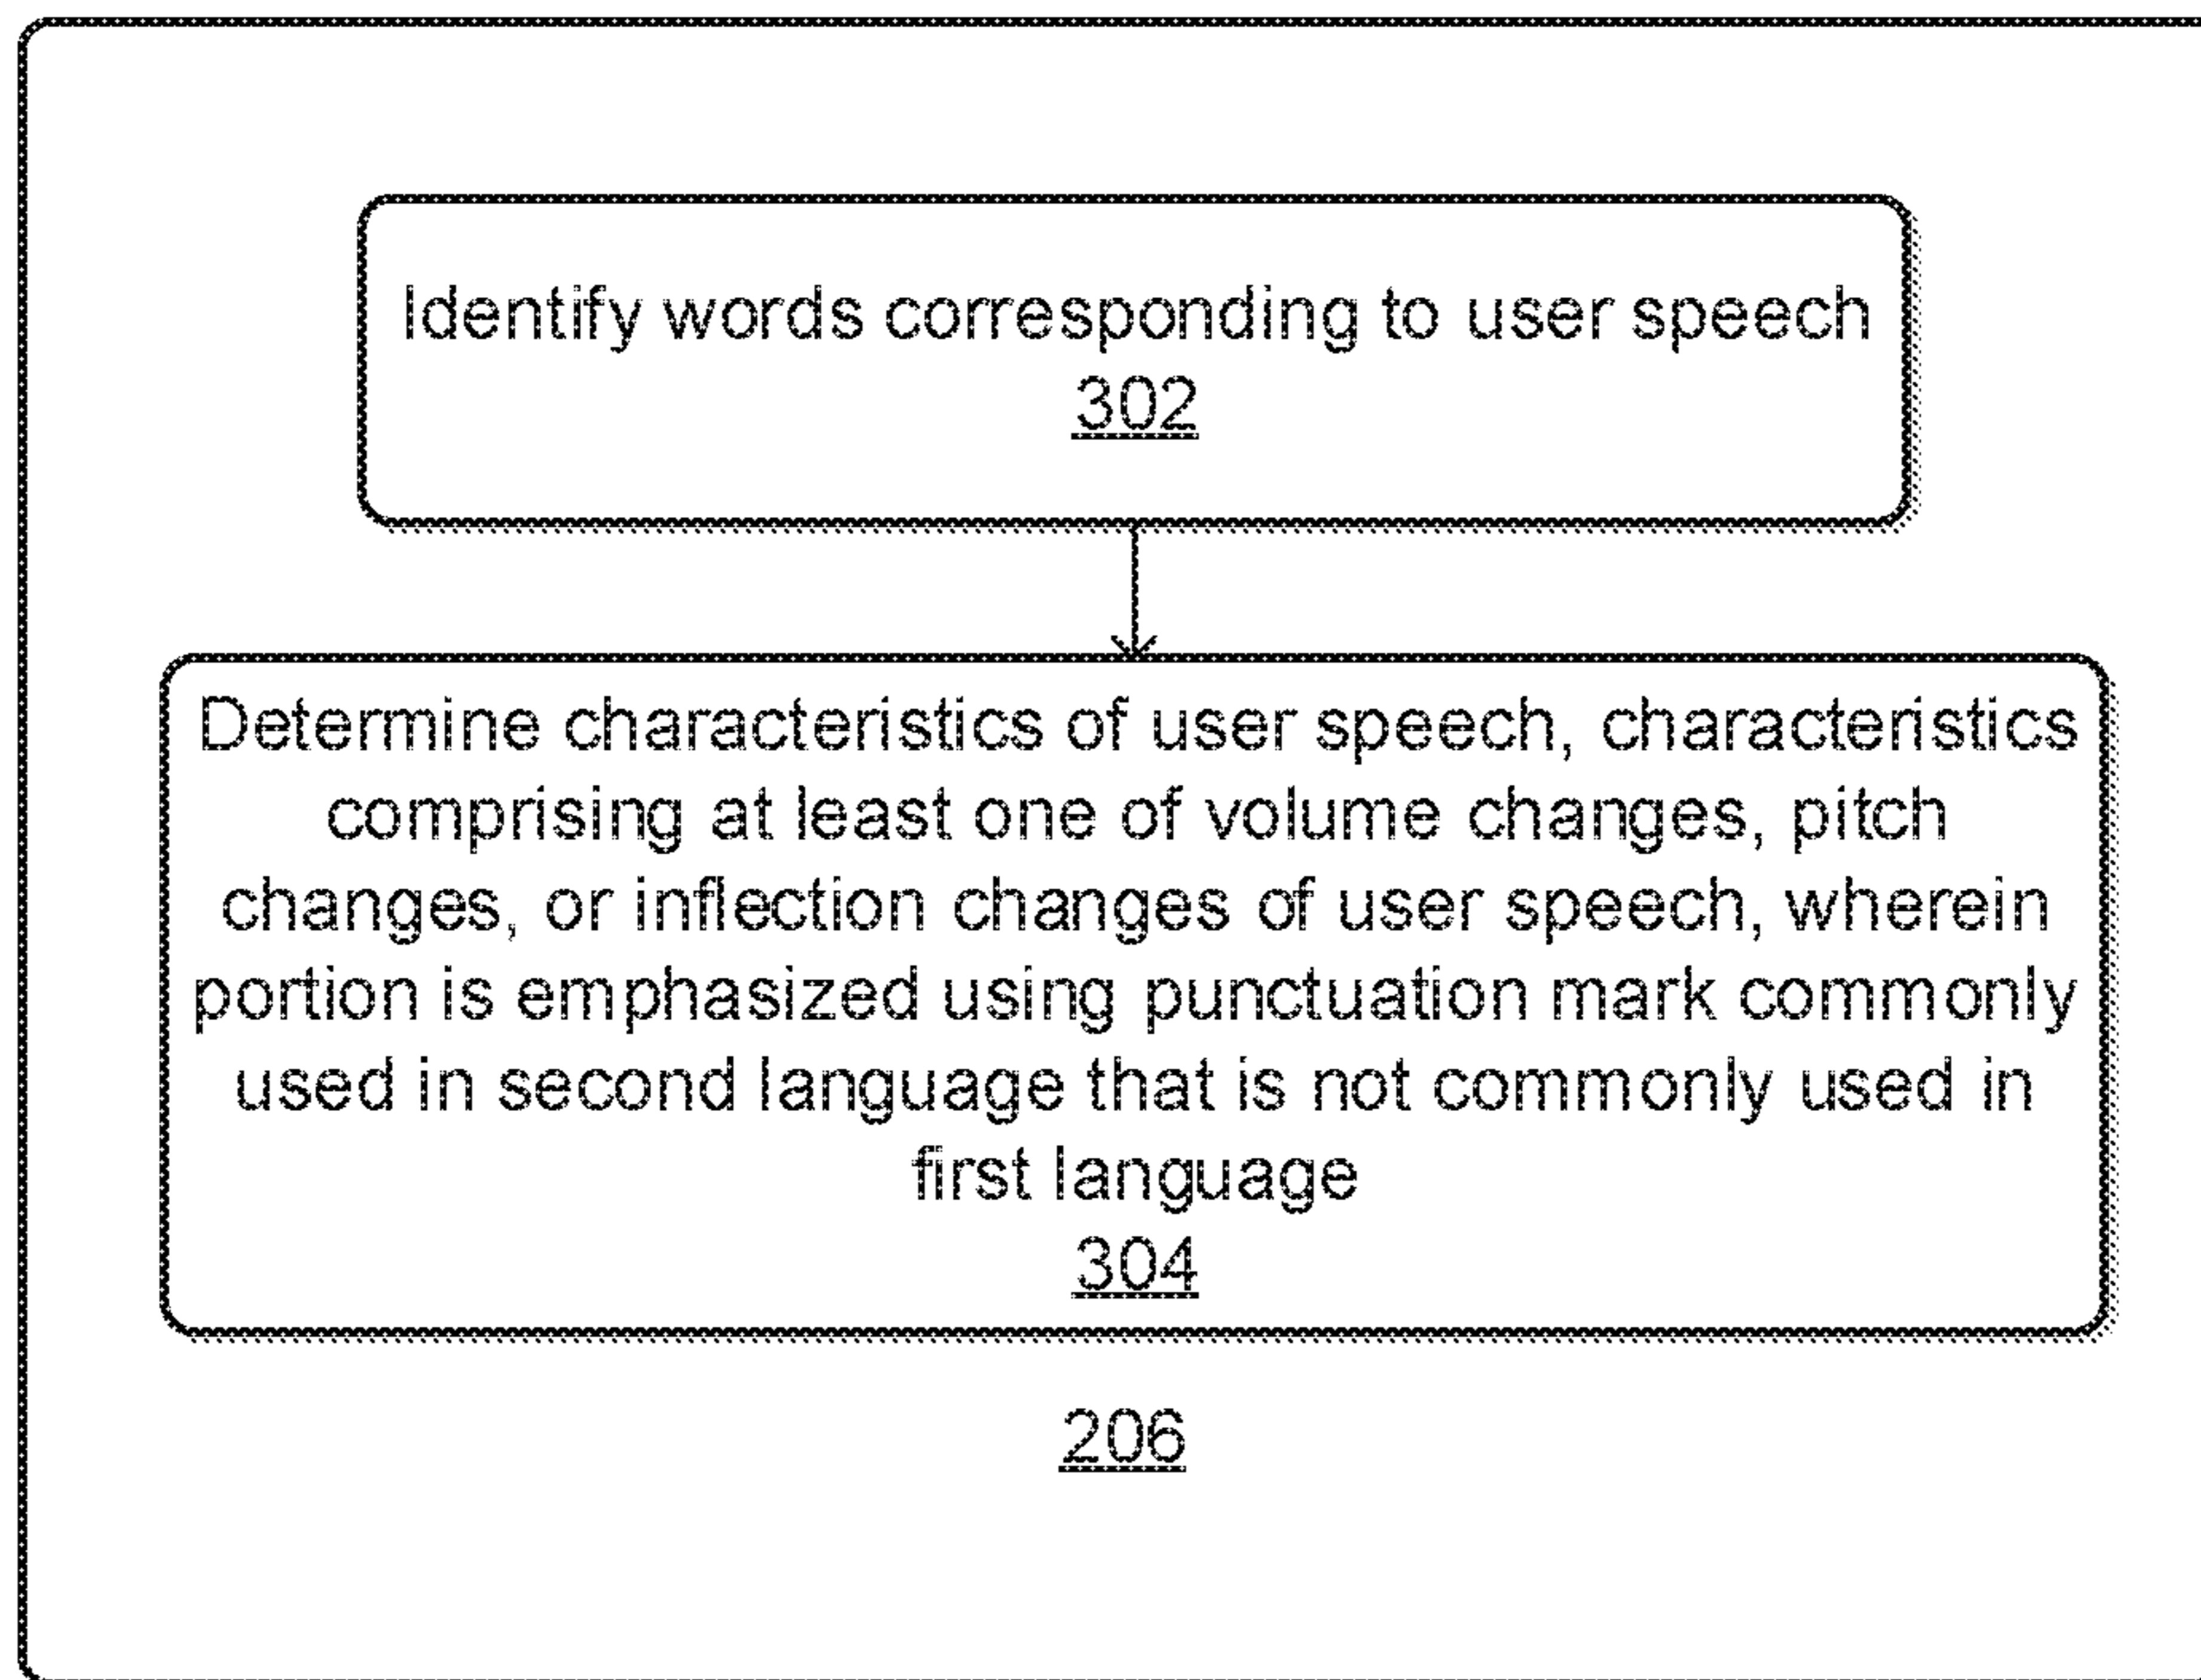 Identify words corresponding to user speech
302
Determine characteristics of user speech, characteristics
comprising at least one of volume changes, pitch
changes, or inflection changes of user speech, wherein
portion is emphasized using punctuation mark commonly
used in second language that is not commonly used in
first language
304
206